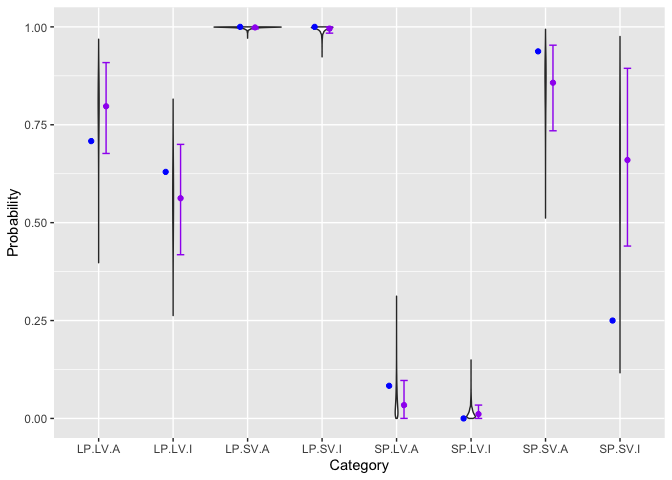 1.00
0.75
0.50
0.25
0.00
Probability
LP.LV.A LP.LV.I LP.SV.A LP.SV.I SP.LV.A SP.LV.I SP.SV.A SP.SV.I
Category